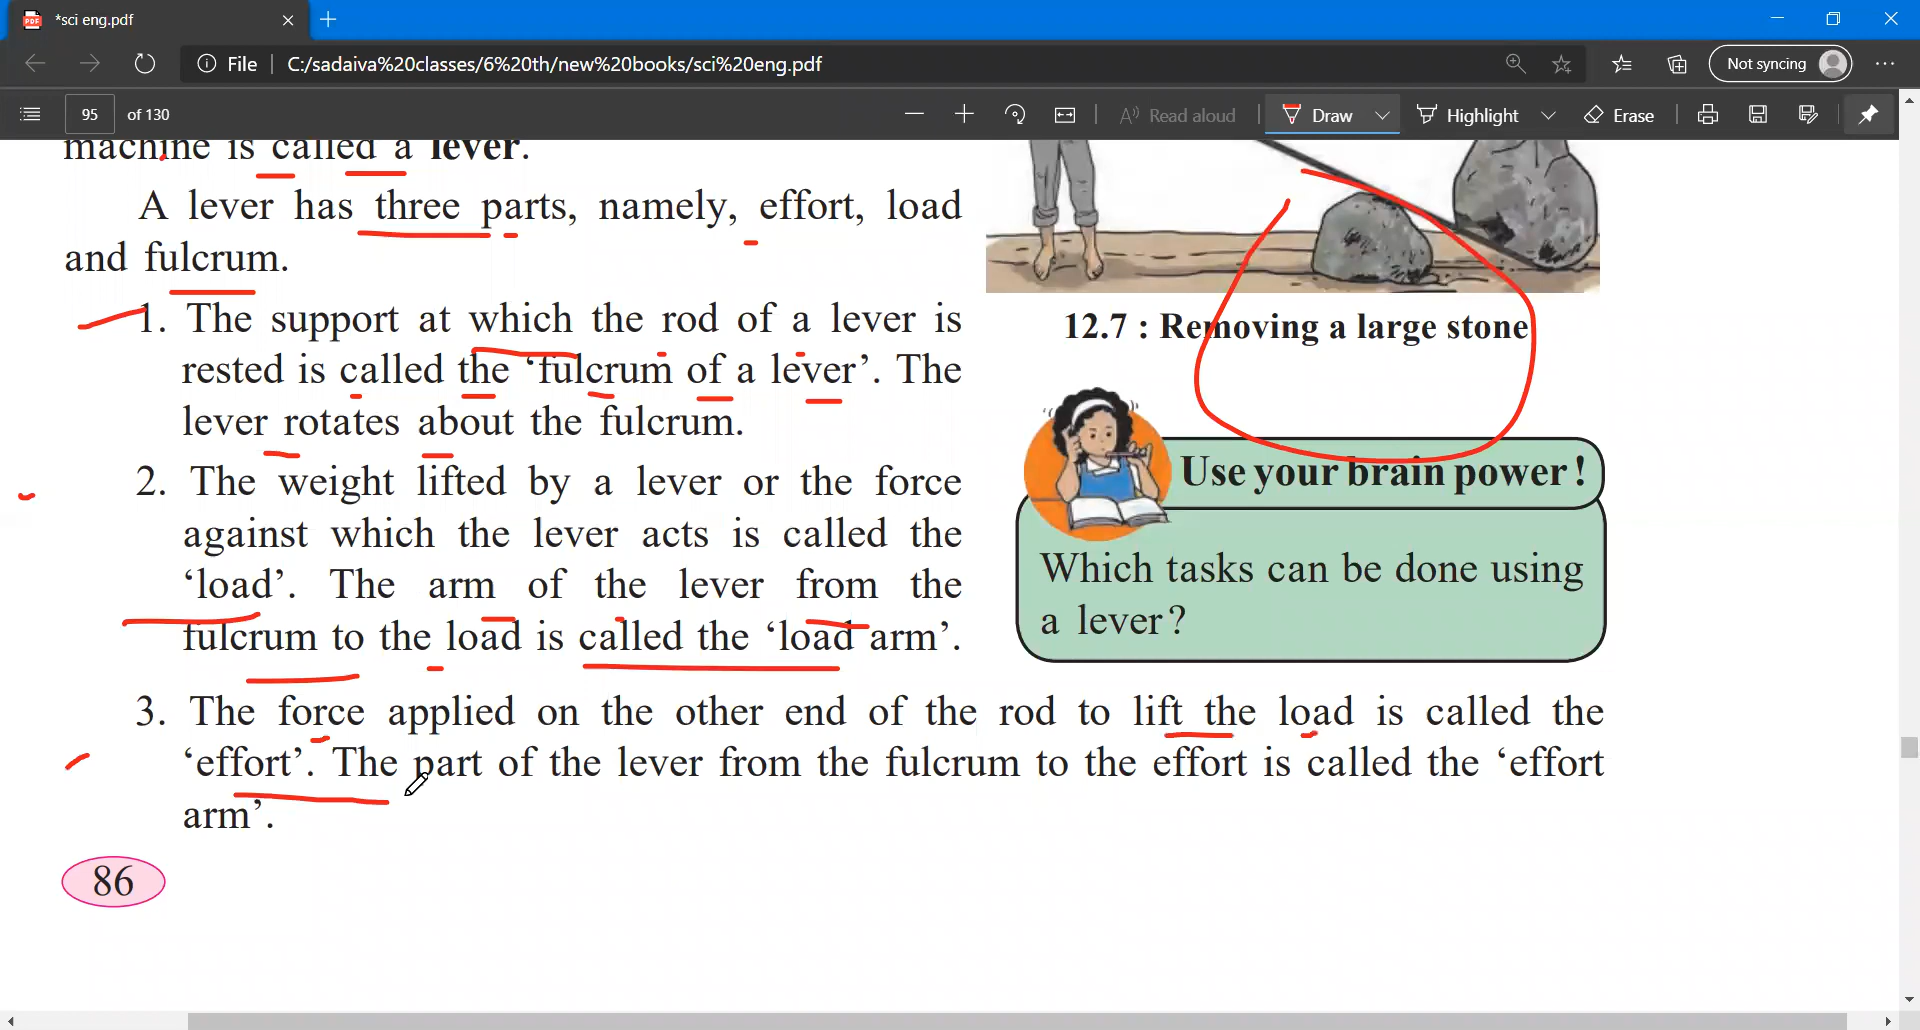 *sci eng.pdf
File
C:/sadaiva%20classes/6%20th/new%20books/sci%20eng.pdf
Not syncing
95 of 130
Read aloud
Draw
Highlight
Erase
machine is called a lever.
A lever has three parts, namely, effort, load
and fulcrum.
1. The support at which the rod of a lever is
rested is called the ‘fulcrum of a lever’. The
lever rotates about the fulcrum.
2. The weight lifted by a lever or the force
against which the lever acts is called the
‘load’. The arm of the lever from the
fulcrum to the load is called the ‘load arm’.
12.7 : Removing a large stone
Use your brain power!
Which tasks can be done using
a lever?
3. The force applied on the other end of the rod to lift the load is called the
‘effort’. The part of the lever from the fulcrum to the effort is called the ‘effort
arm’.
86